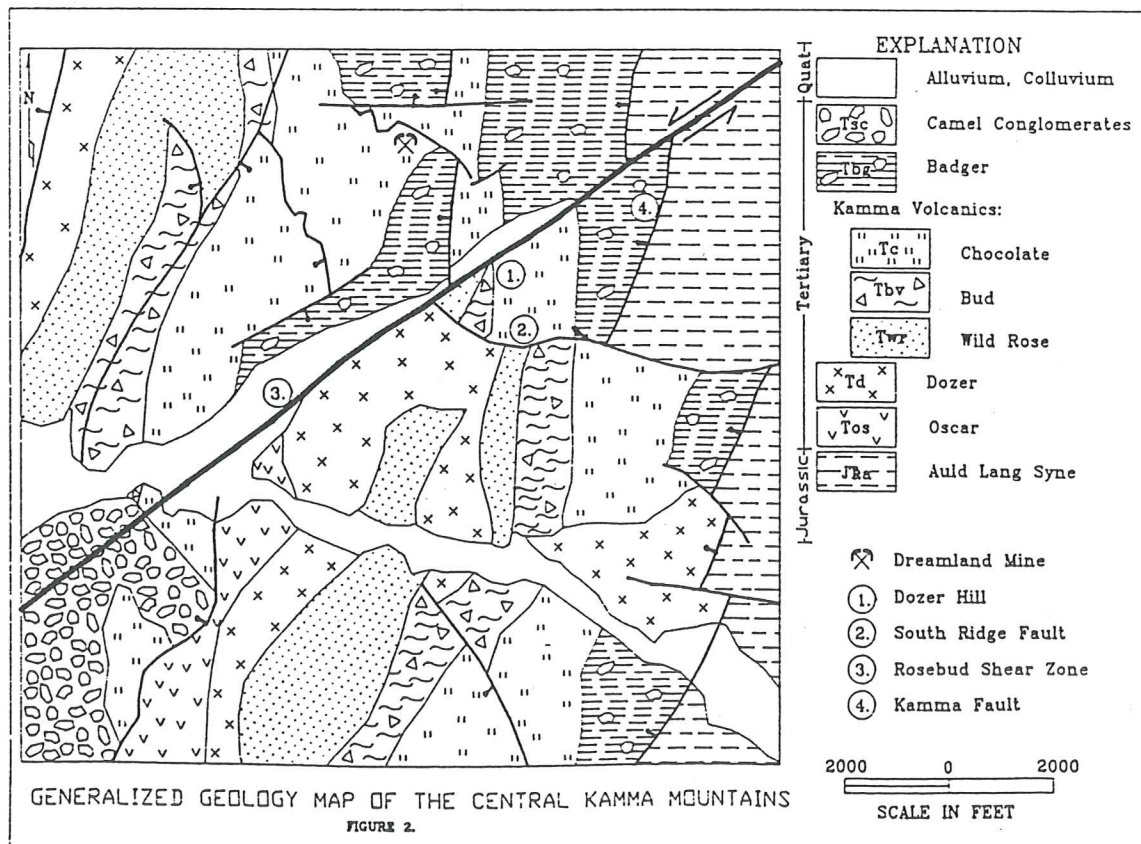 N
1.
2.
3.
4.
GENERALIZED GEOLOGY MAP OF THE CENTRAL KAMMA MOUNTAINS
FIGURE 2.
EXPLANATION
Quat
Tertiary
Jurassic
Alluvium, Colluvium
Tsc Camel Conglomerates
Tbg Badger
Kamma Volcanics:
Tc Chocolate
Tbv Bud
Twr Wild Rose
Td Dozer
Tos Oscar
JRa Auld Lang Syne
Dreamland Mine
1. Dozer Hill
2. South Ridge Fault
3. Rosebud Shear Zone
4. Kamma Fault
2000 0 2000
SCALE IN FEET